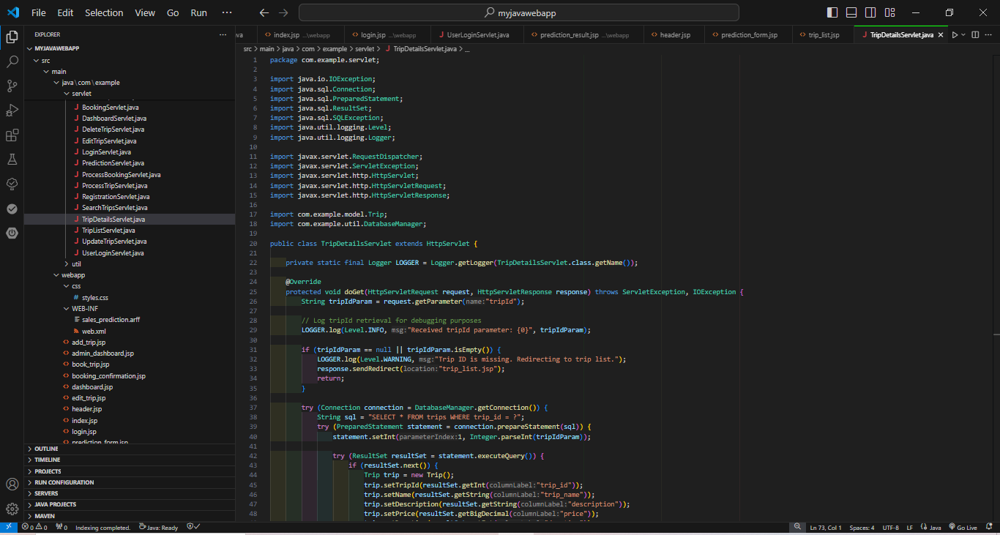 File Edit Selection View Go Run ··· myjavawebapp
EXPLORER ···
MYJAVAWEBAPP
src
main
java\com\example
servlet
BookingServlet.java
DashboardServlet.java
DeleteTripServlet.java
EditTripServlet.java
LoginServlet.java
PredictionServlet.java
ProcessBookingServlet.java
ProcessTripServlet.java
RegistrationServlet.java
SearchTripsServlet.java
TripDetailsServlet.java
TripListServlet.java
UpdateTripServlet.java
UserLoginServlet.java
util
webapp
css
styles.css
WEB-INF
sales_prediction.arff
web.xml
add_trip.jsp
admin_dashboard.jsp
book_trip.jsp
booking_confirmation.jsp
dashboard.jsp
edit_trip.jsp
header.jsp
index.jsp
login.jsp
prediction_form.jsp
OUTLINE
TIMELINE
PROJECTS
RUN CONFIGURATION
SERVERS
JAVA PROJECTS
MAVEN
va index.jsp ...\webapp login.jsp ...\webapp UserLoginServlet.java prediction_result.jsp ...\webapp header.jsp prediction_form.jsp trip_list.jsp TripDetailsServlet.java
src > main > java > com > example > servlet > TripDetailsServlet.java > ...
1 package com.example.servlet;
2
3 import java.io.IOException;
4 import java.sql.Connection;
5 import java.sql.PreparedStatement;
6 import java.sql.ResultSet;
7 import java.sql.SQLException;
8 import java.util.logging.Level;
9 import java.util.logging.Logger;
10
11 import javax.servlet.RequestDispatcher;
12 import javax.servlet.ServletException;
13 import javax.servlet.http.HttpServlet;
14 import javax.servlet.http.HttpServletRequest;
15 import javax.servlet.http.HttpServletResponse;
16
17 import com.example.model.Trip;
18 import com.example.util.DatabaseManager;
19
20 public class TripDetailsServlet extends HttpServlet {
21
22 private static final Logger LOGGER = Logger.getLogger(TripDetailsServlet.class.getName());
23
24 @Override
25 protected void doGet(HttpServletRequest request, HttpServletResponse response) throws ServletException, IOException {
26 String tripIdParam = request.getParameter(name:"tripId");
27
28 // Log tripId retrieval for debugging purposes
29 LOGGER.log(Level.INFO, msg:"Received tripId parameter: {0}", tripIdParam);
30
31 if (tripIdParam == null || tripIdParam.isEmpty()) {
32 LOGGER.log(Level.WARNING, msg:"Trip ID is missing. Redirecting to trip list.");
33 response.sendRedirect(location:"trip_list.jsp");
34 return;
35 }
36
37 try (Connection connection = DatabaseManager.getConnection()) {
38 String sql = "SELECT * FROM trips WHERE trip_id = ?";
39 try (PreparedStatement statement = connection.prepareStatement(sql)) {
40 statement.setInt(parameterIndex:1, Integer.parseInt(tripIdParam));
41
42 try (ResultSet resultSet = statement.executeQuery()) {
43 if (resultSet.next()) {
44 Trip trip = new Trip();
45 trip.setTripId(resultSet.getInt(columnLabel:"trip_id"));
46 trip.setName(resultSet.getString(columnLabel:"trip_name"));
47 trip.setDescription(resultSet.getString(columnLabel:"description"));
48 trip.setPrice(resultSet.getBigDecimal(columnLabel:"price"));
0 0 0 Indexing completed. Java: Ready Ln 73, Col 1 Spaces: 4 UTF-8 LF Java Go Live